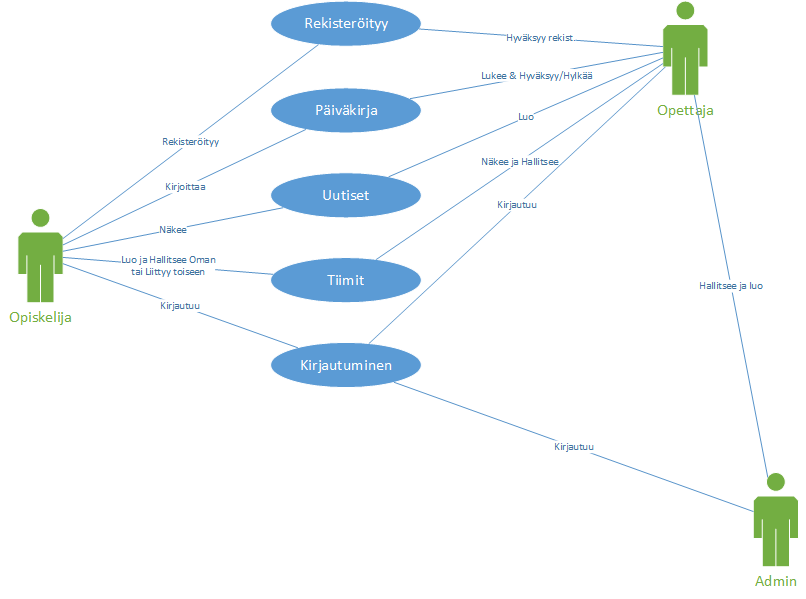 Rekisteröityy
Hyväksyy rekist.
Lukee & Hyväksyy/Hylkää
Opettaja
Päiväkirja
Luo
Rekisteröityy
Näkee ja Hallitsee
Kirjoittaa
Uutiset
Kirjautuu
Näkee
Luo ja Hallitsee Oman
tai Liittyy toiseen
Tiimit
Hallitsee ja luo
Kirjautuu
Opiskelija
Kirjautuminen
Kirjautuu
Admin